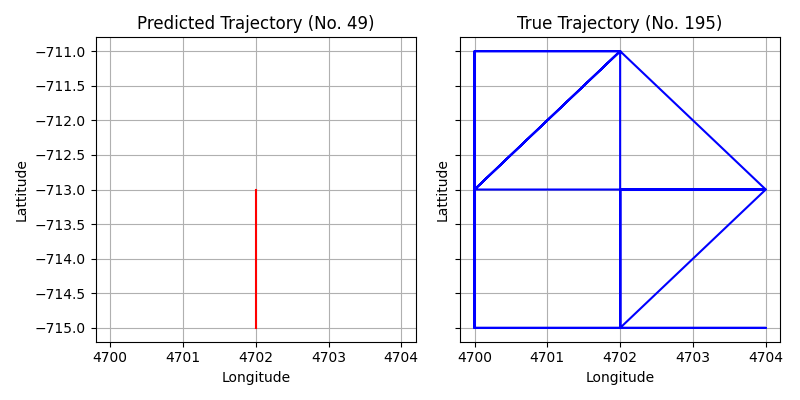 Predicted Trajectory (No. 49)
True Trajectory (No. 195)
Lattitude
−711.0
−711.5
−712.0
−712.5
−713.0
−713.5
−714.0
−714.5
−715.0
4700 4701 4702 4703 4704
Longitude
Lattitude
4700 4701 4702 4703 4704
Longitude